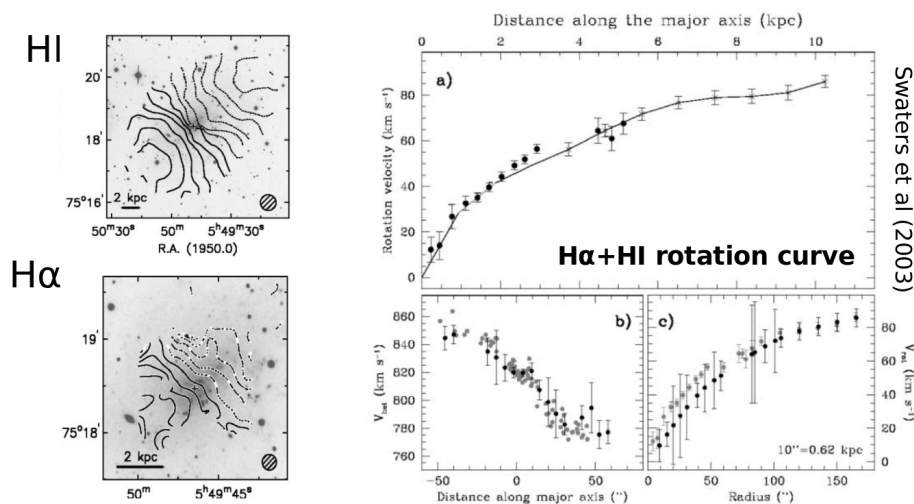 HI
20'
18'
75°16'
2 kpc
50ᵐ30ˢ
50ᵐ
5ʰ49ᵐ30ˢ
R.A. (1950.0)
Hα
19'
75°18'
2 kpc
50ᵐ
5ʰ49ᵐ45ˢ
Distance along the major axis (kpc)
0 2 4 6 8 10
a)
Rotation velocity (km s⁻¹)
80
60
40
20
0
Hα+HI rotation curve
b)
V_hel (km s⁻¹)
860
840
820
800
780
760
−50 0 50
Distance along major axis (")
c)
10"=0.62 kpc
0 50 100 150
Radius (")
80
60
40
20
0
V_rot (km s⁻¹)
Swaters et al (2003)